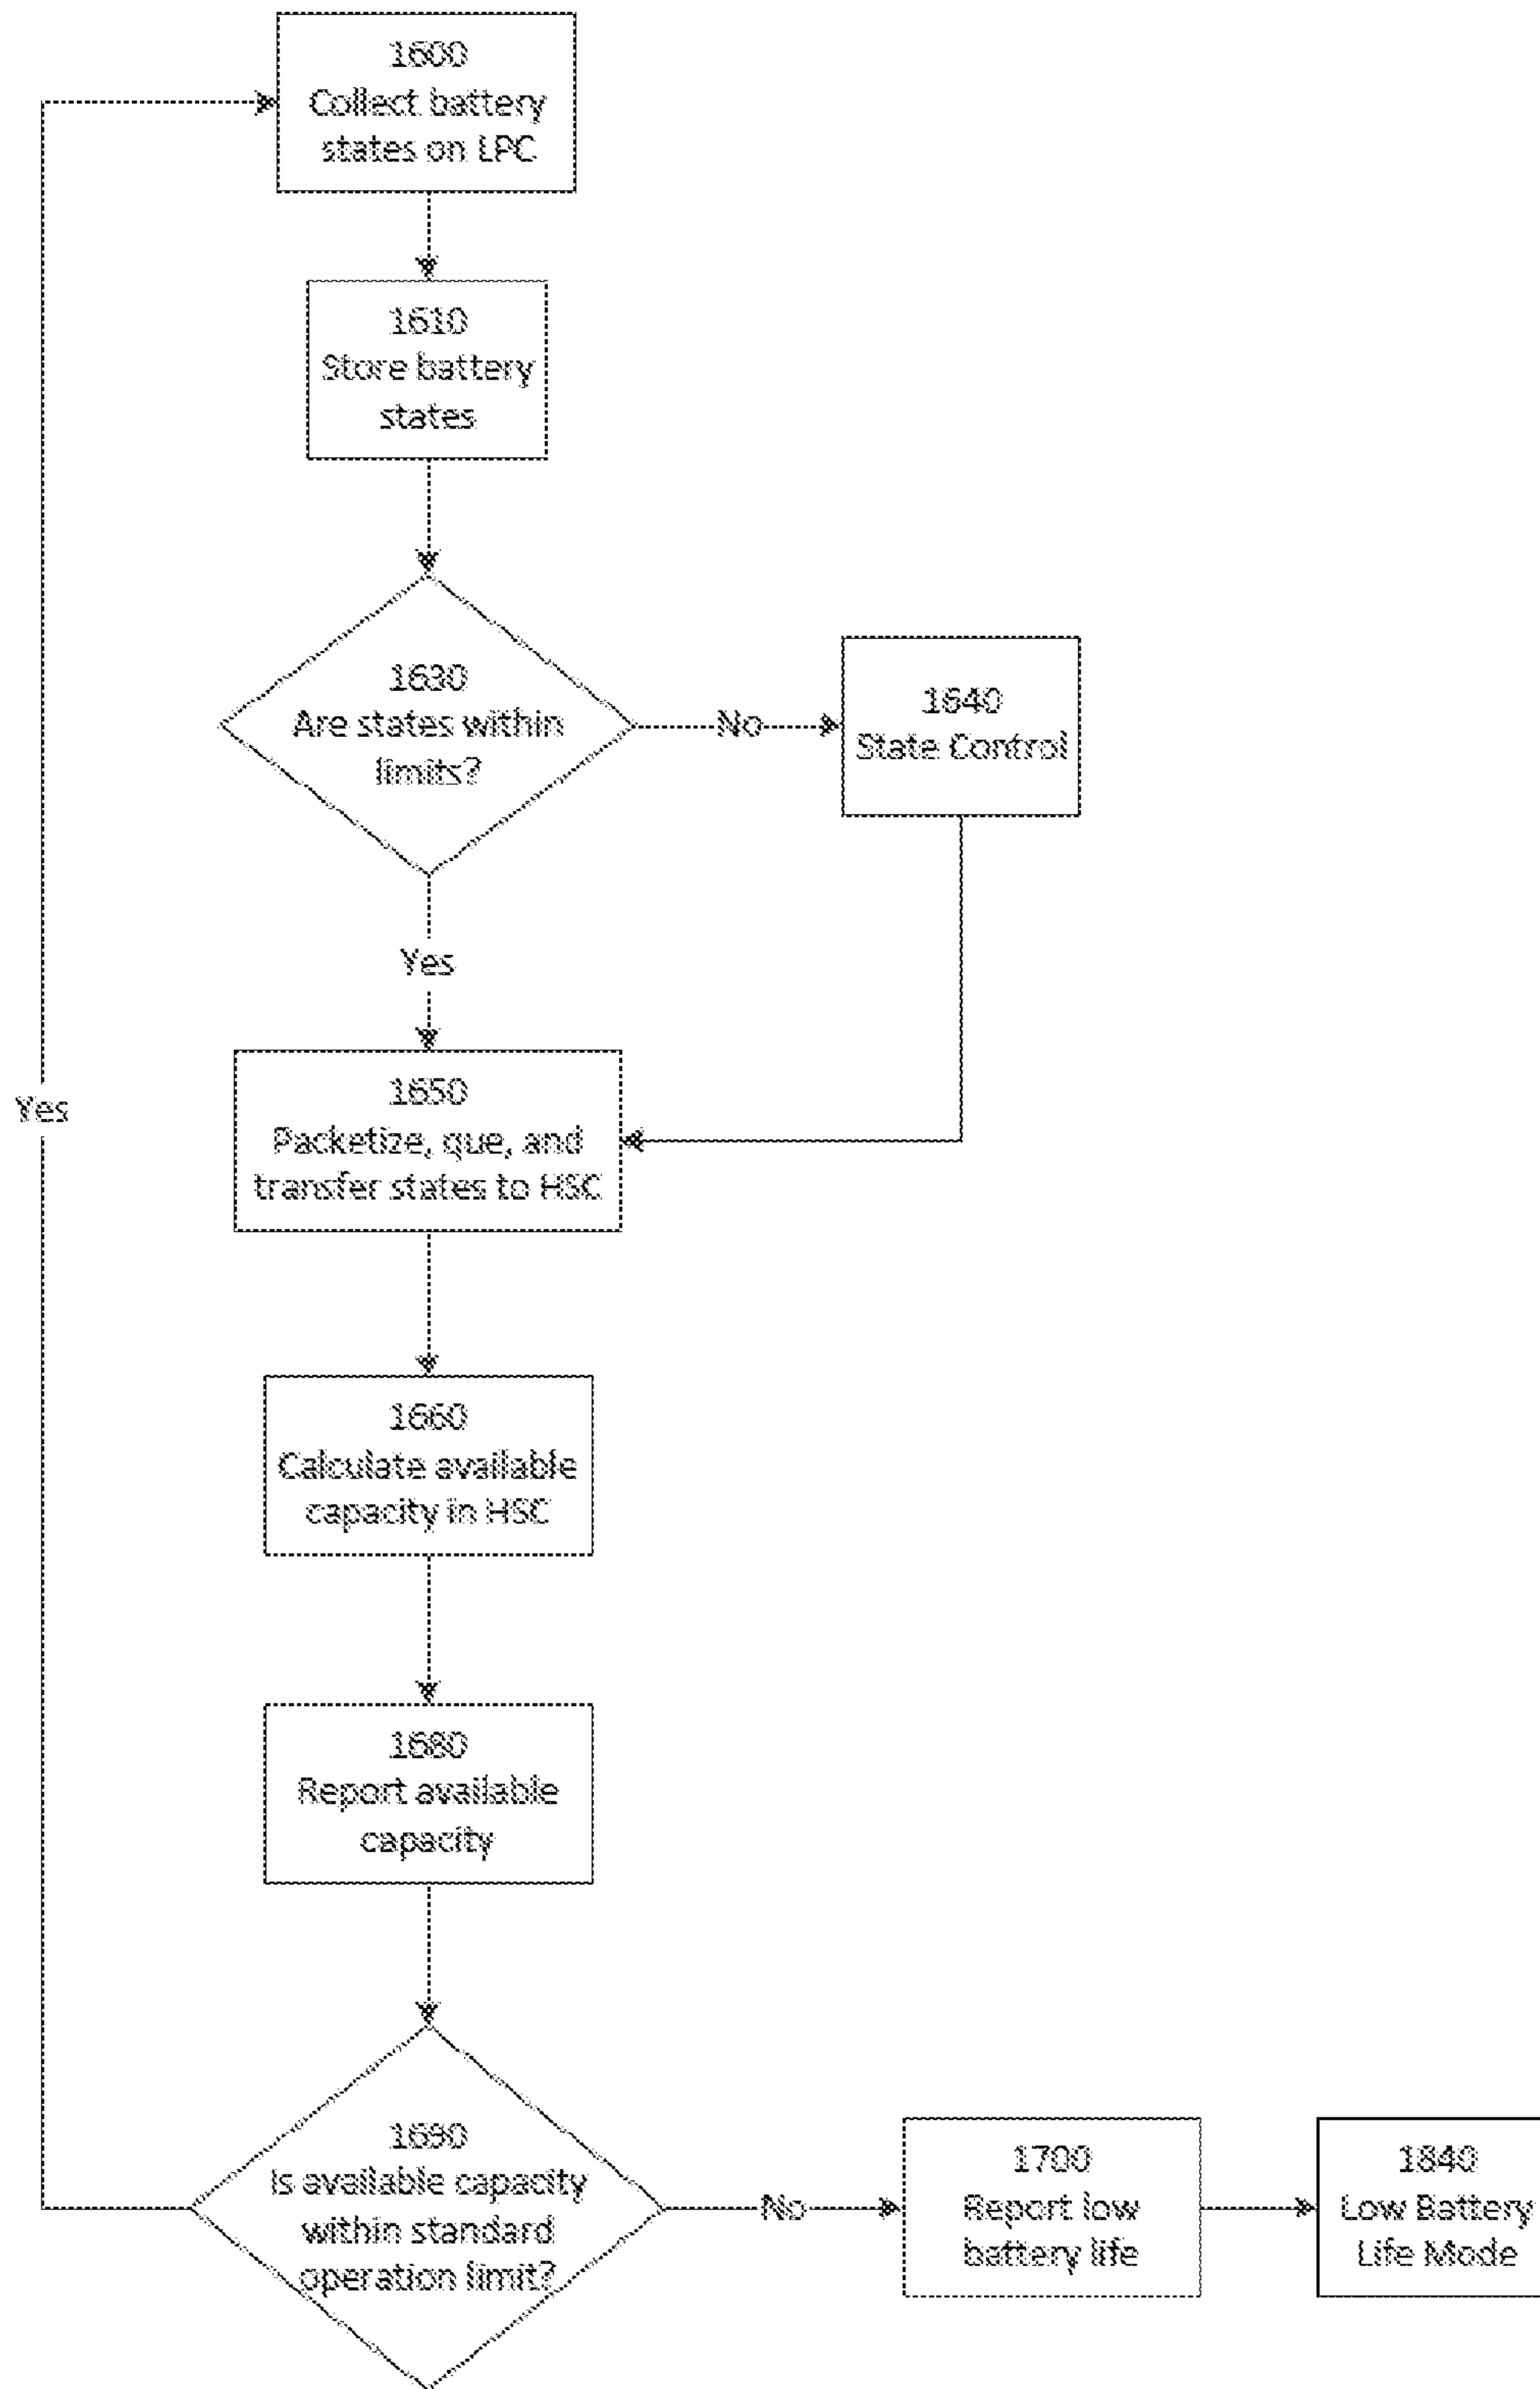 1600
Collect battery
states on LPC
1610
Store battery
states
1630
Are states within
limits?
No
1640
State Control
Yes
Yes
1650
Packetize, que, and
transfer states to HSC
1660
Calculate available
capacity in HSC
1680
Report available
capacity
1690
Is available capacity
within standard
operation limit?
No
1700
Report low
battery life
1840
Low Battery
Life Mode